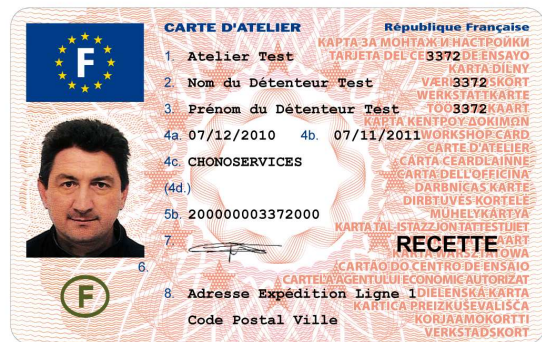 CARTE D'ATELIER République Française
F
КАРТА ЗА МОНТАЖ И НАСТРОЙКИ
1. Atelier Test 3372
TARJETA DEL CE DE ENSAYO
KARTA DÍLNY
2. Nom du Détenteur Test 3372
SKORT
WERKSTATTKARTE
3. Prénom du Détenteur Test 3372
KAART
ΚΑΡΤΑ ΚΕΝΤΡΟΥ ΔΟΚΙΜΩΝ
4a. 07/12/2010 4b. 07/11/2011
WORKSHOP CARD
CARTE D'ATELIER
4c. CHONOSERVICES
CÁRTA CEARDLAINNE
CARTA DELL'OFFICINA
(4d.)
DARBNĪCAS KARTE
DIRBTUVĖS KORTELĖ
5b. 200000003372000
MŰHELYKÁRTYA
KARTA TAL-ISTAZZJON TATTESTIJIET
7. RECETTE
KARTA WARSZTATOWA
6.
CARTÃO DO CENTRO DE ENSAIO
CARTELA AGENTULUI ECONOMIC AUTORIZAT
F
8. Adresse Expédition Ligne 1
DIELENSKÁ KARTA
KARTICA PREIZKUŠEVALIŠČA
Code Postal Ville
KORJAAMOKORTTI
VERKSTADSKORT